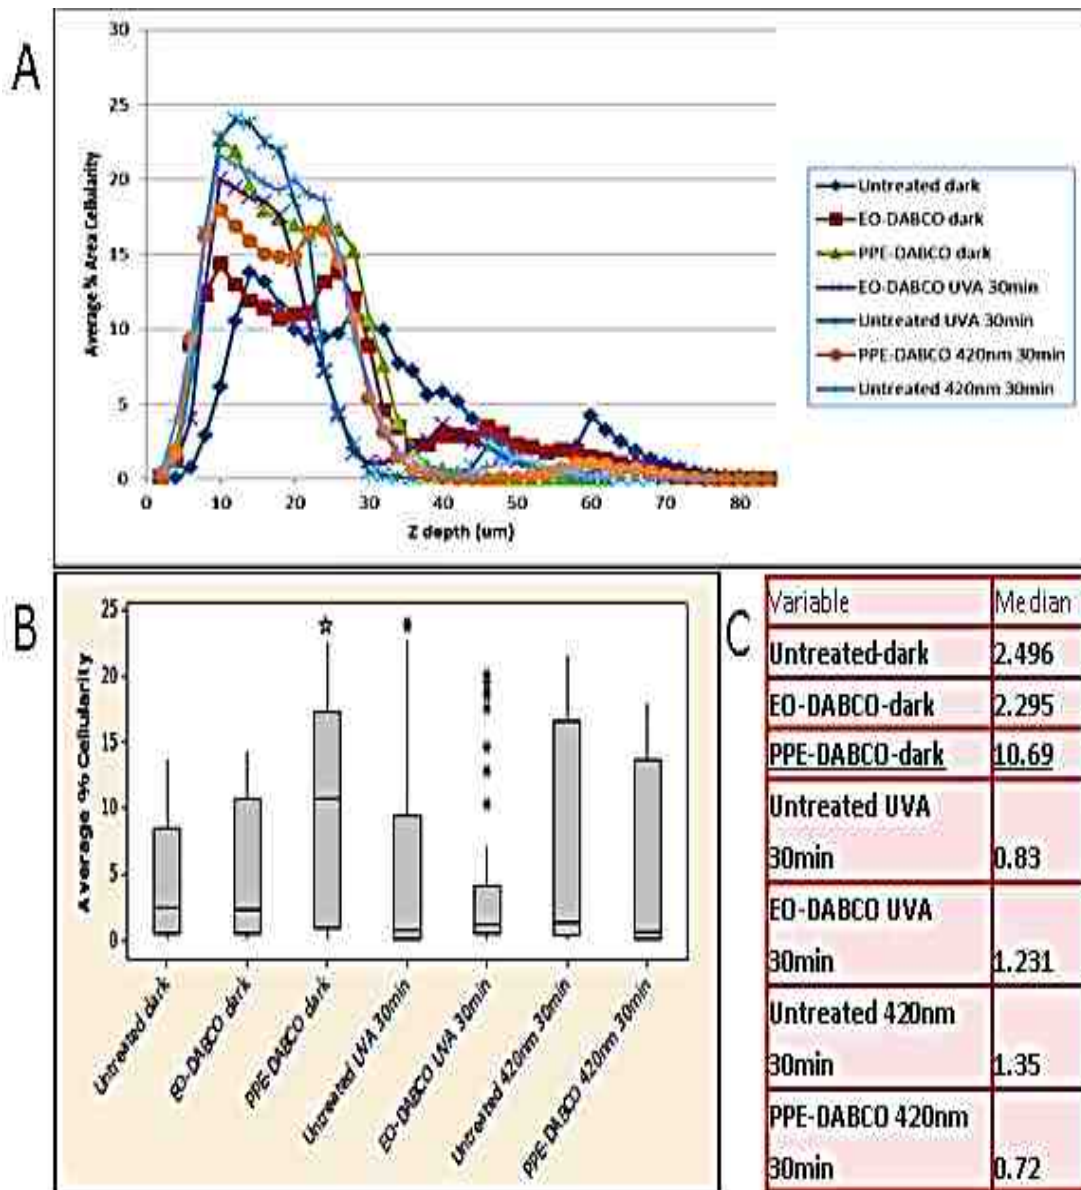 A
30
25
20
15
10
5
0
Average % Area Cellularity
0 10 20 30 40 50 60 70 80
Z depth (um)
Untreated dark
EO-DABCO dark
PPE-DABCO dark
EO-DABCO UVA 30min
Untreated UVA 30min
PPE-DABCO 420nm 30min
Untreated 420nm 30min
B
25
20
15
10
5
0
Average % Cellularity
Untreated dark
EO-DABCO dark
PPE DABCO dark
Untreated UVA 30min
EO-DABCO UVA 30min
Untreated 420nm 30min
PPE-DABCO 420nm 30min
C
Variable Median
Untreated-dark 2.496
EO-DABCO-dark 2.295
PPE-DABCO-dark 10.69
Untreated UVA
30min 0.83
EO-DABCO UVA
30min 1.231
Untreated 420nm
30min 1.35
PPE-DABCO 420nm
30min 0.72